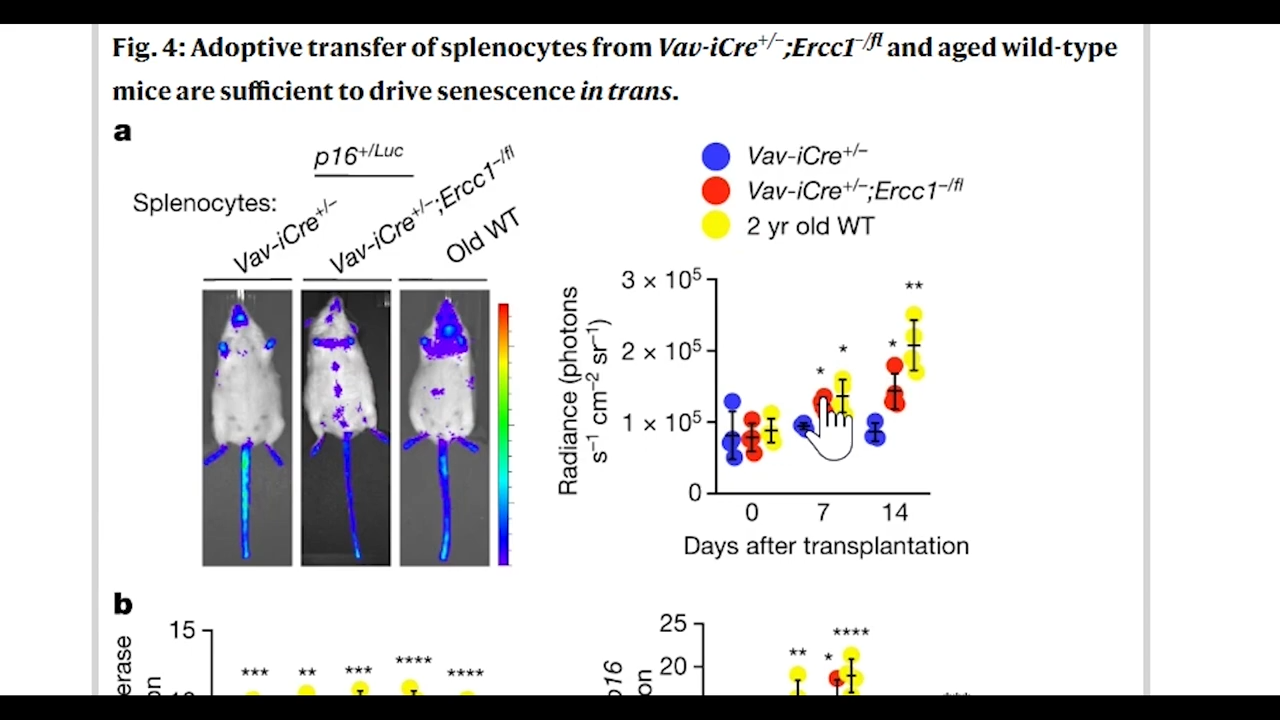 Fig. 4: Adoptive transfer of splenocytes from Vav-iCre+/−;Ercc1−/fl and aged wild-type
mice are sufficient to drive senescence in trans.
a
p16+/Luc
Splenocytes:
Vav-iCre+/−
Vav-iCre+/−;Ercc1−/fl
Old WT
Vav-iCre+/−
Vav-iCre+/−;Ercc1−/fl
2 yr old WT
Radiance (photons
s−1 cm−2 sr−1)
3 × 10⁵
2 × 10⁵
1 × 10⁵
0
*
*
*
**
0 7 14
Days after transplantation
b
15
*** ** *** **** ****
25
20
p16
** * ****